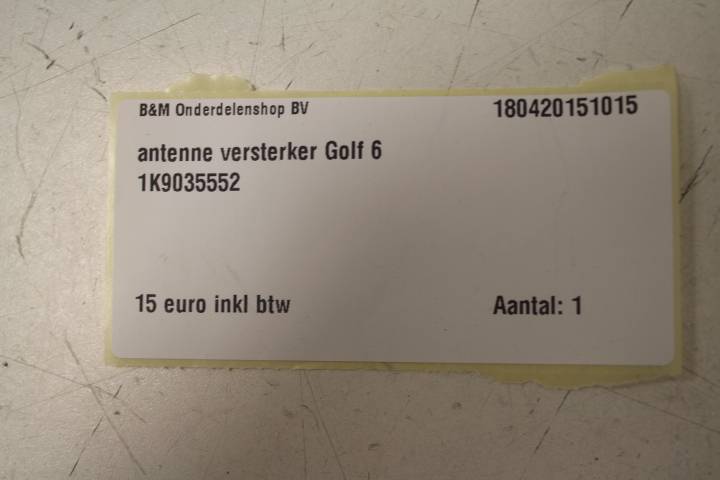 B&M Onderdelenshop BV 180420151015
antenne versterker Golf 6
1K9035552
15 euro inkl btw Aantal: 1